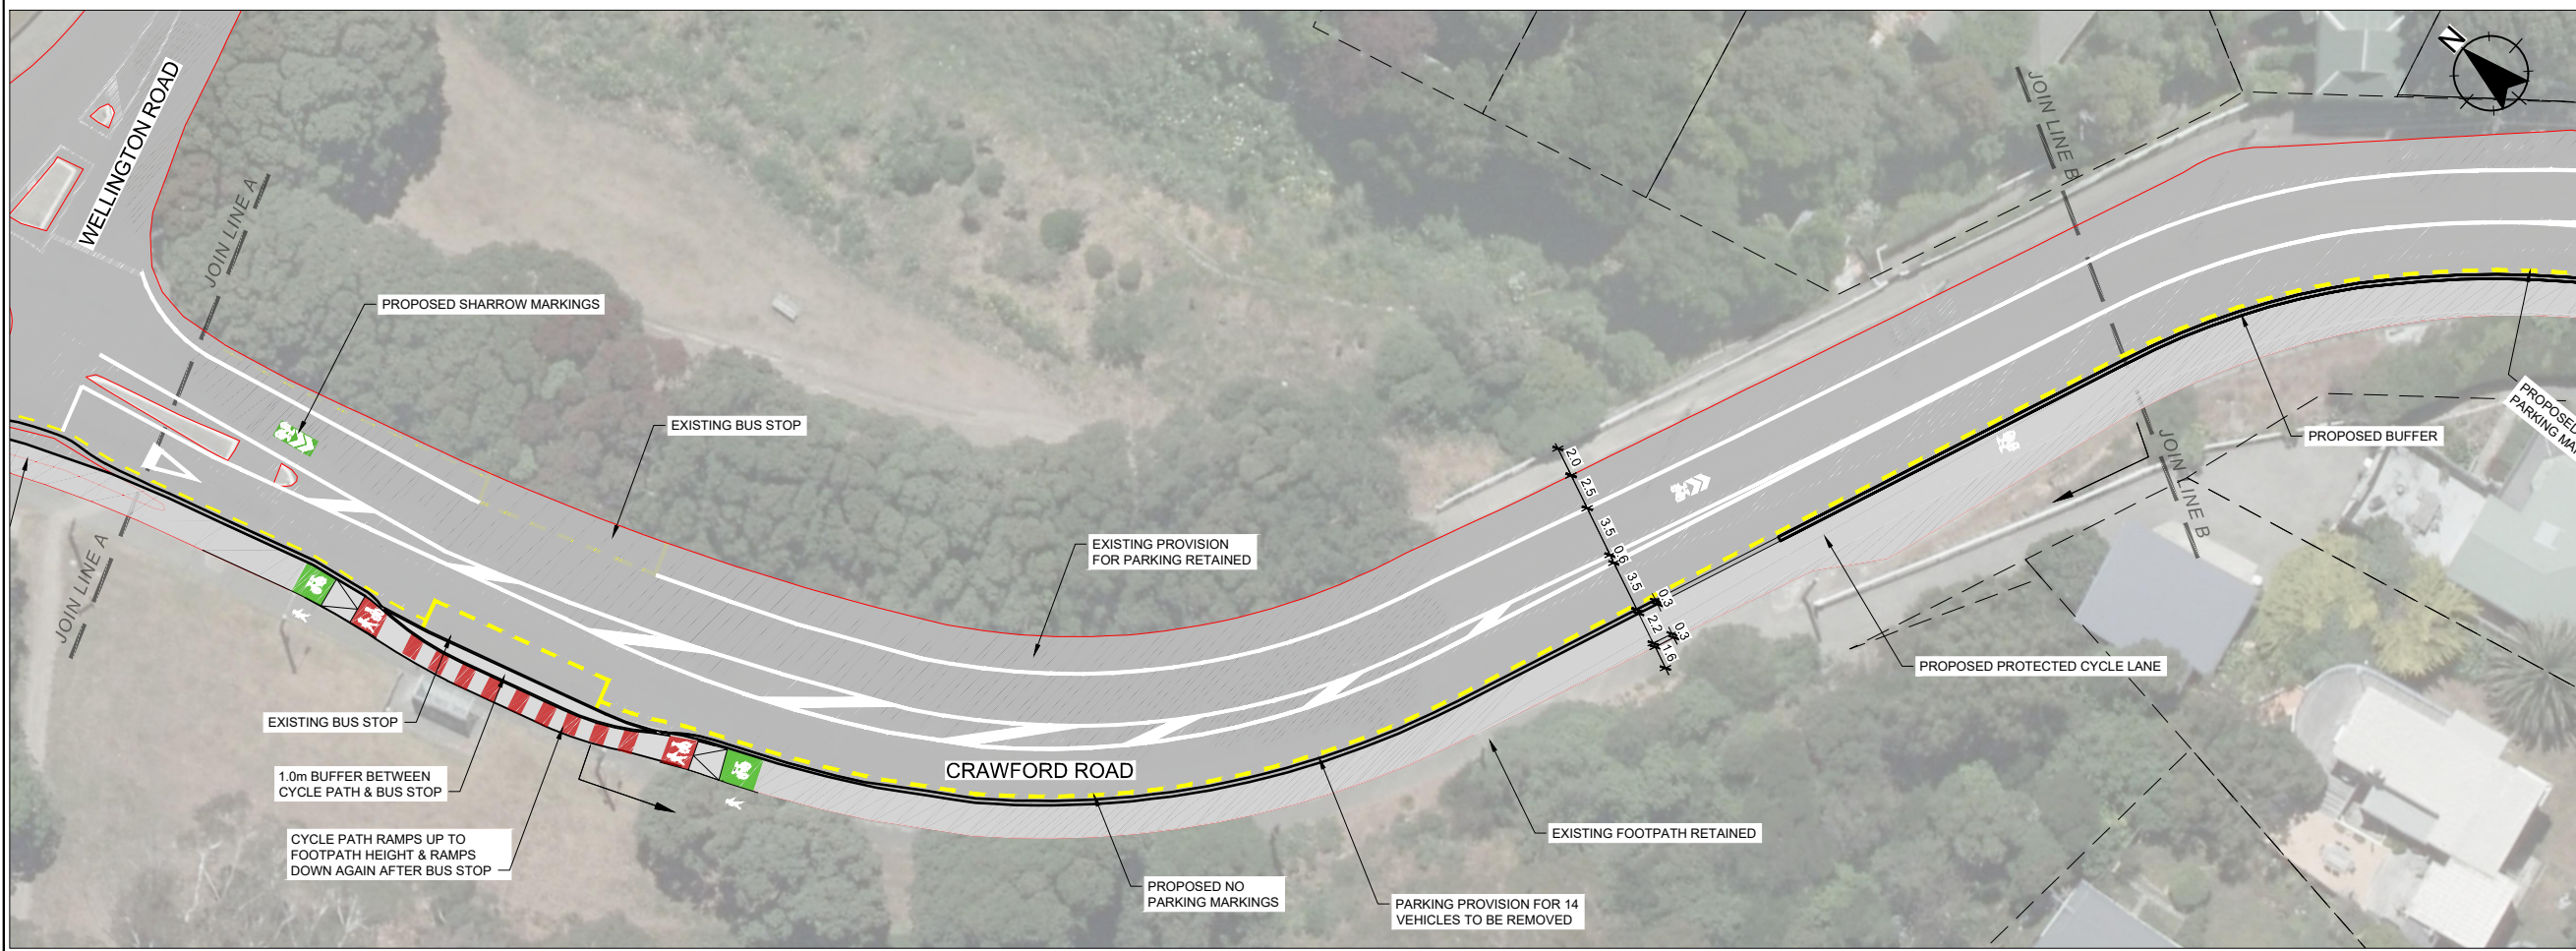 WELLINGTON ROAD
JOIN LINE A
PROPOSED SHARROW MARKINGS
EXISTING BUS STOP
EXISTING PROVISION
FOR PARKING RETAINED
JOIN LINE B
N
2.0
2.5
3.5
0.6
3.5
0.3
2.2
0.3
1.6
PROPOSED
PARKING MA
PROPOSED BUFFER
JOIN LINE B
PROPOSED PROTECTED CYCLE LANE
JOIN LINE A
EXISTING BUS STOP
1.0m BUFFER BETWEEN
CYCLE PATH & BUS STOP
CYCLE PATH RAMPS UP TO
FOOTPATH HEIGHT & RAMPS
DOWN AGAIN AFTER BUS STOP
CRAWFORD ROAD
PROPOSED NO
PARKING MARKINGS
PARKING PROVISION FOR 14
VEHICLES TO BE REMOVED
EXISTING FOOTPATH RETAINED